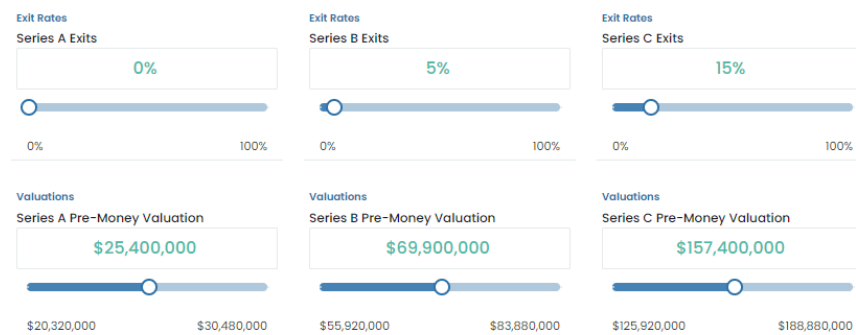 Exit Rates
Series A Exits
0%
0% 100%
Exit Rates
Series B Exits
5%
0% 100%
Exit Rates
Series C Exits
15%
0% 100%
Valuations
Series A Pre-Money Valuation
$25,400,000
$20,320,000 $30,480,000
Valuations
Series B Pre-Money Valuation
$69,900,000
$55,920,000 $83,880,000
Valuations
Series C Pre-Money Valuation
$157,400,000
$125,920,000 $188,880,000